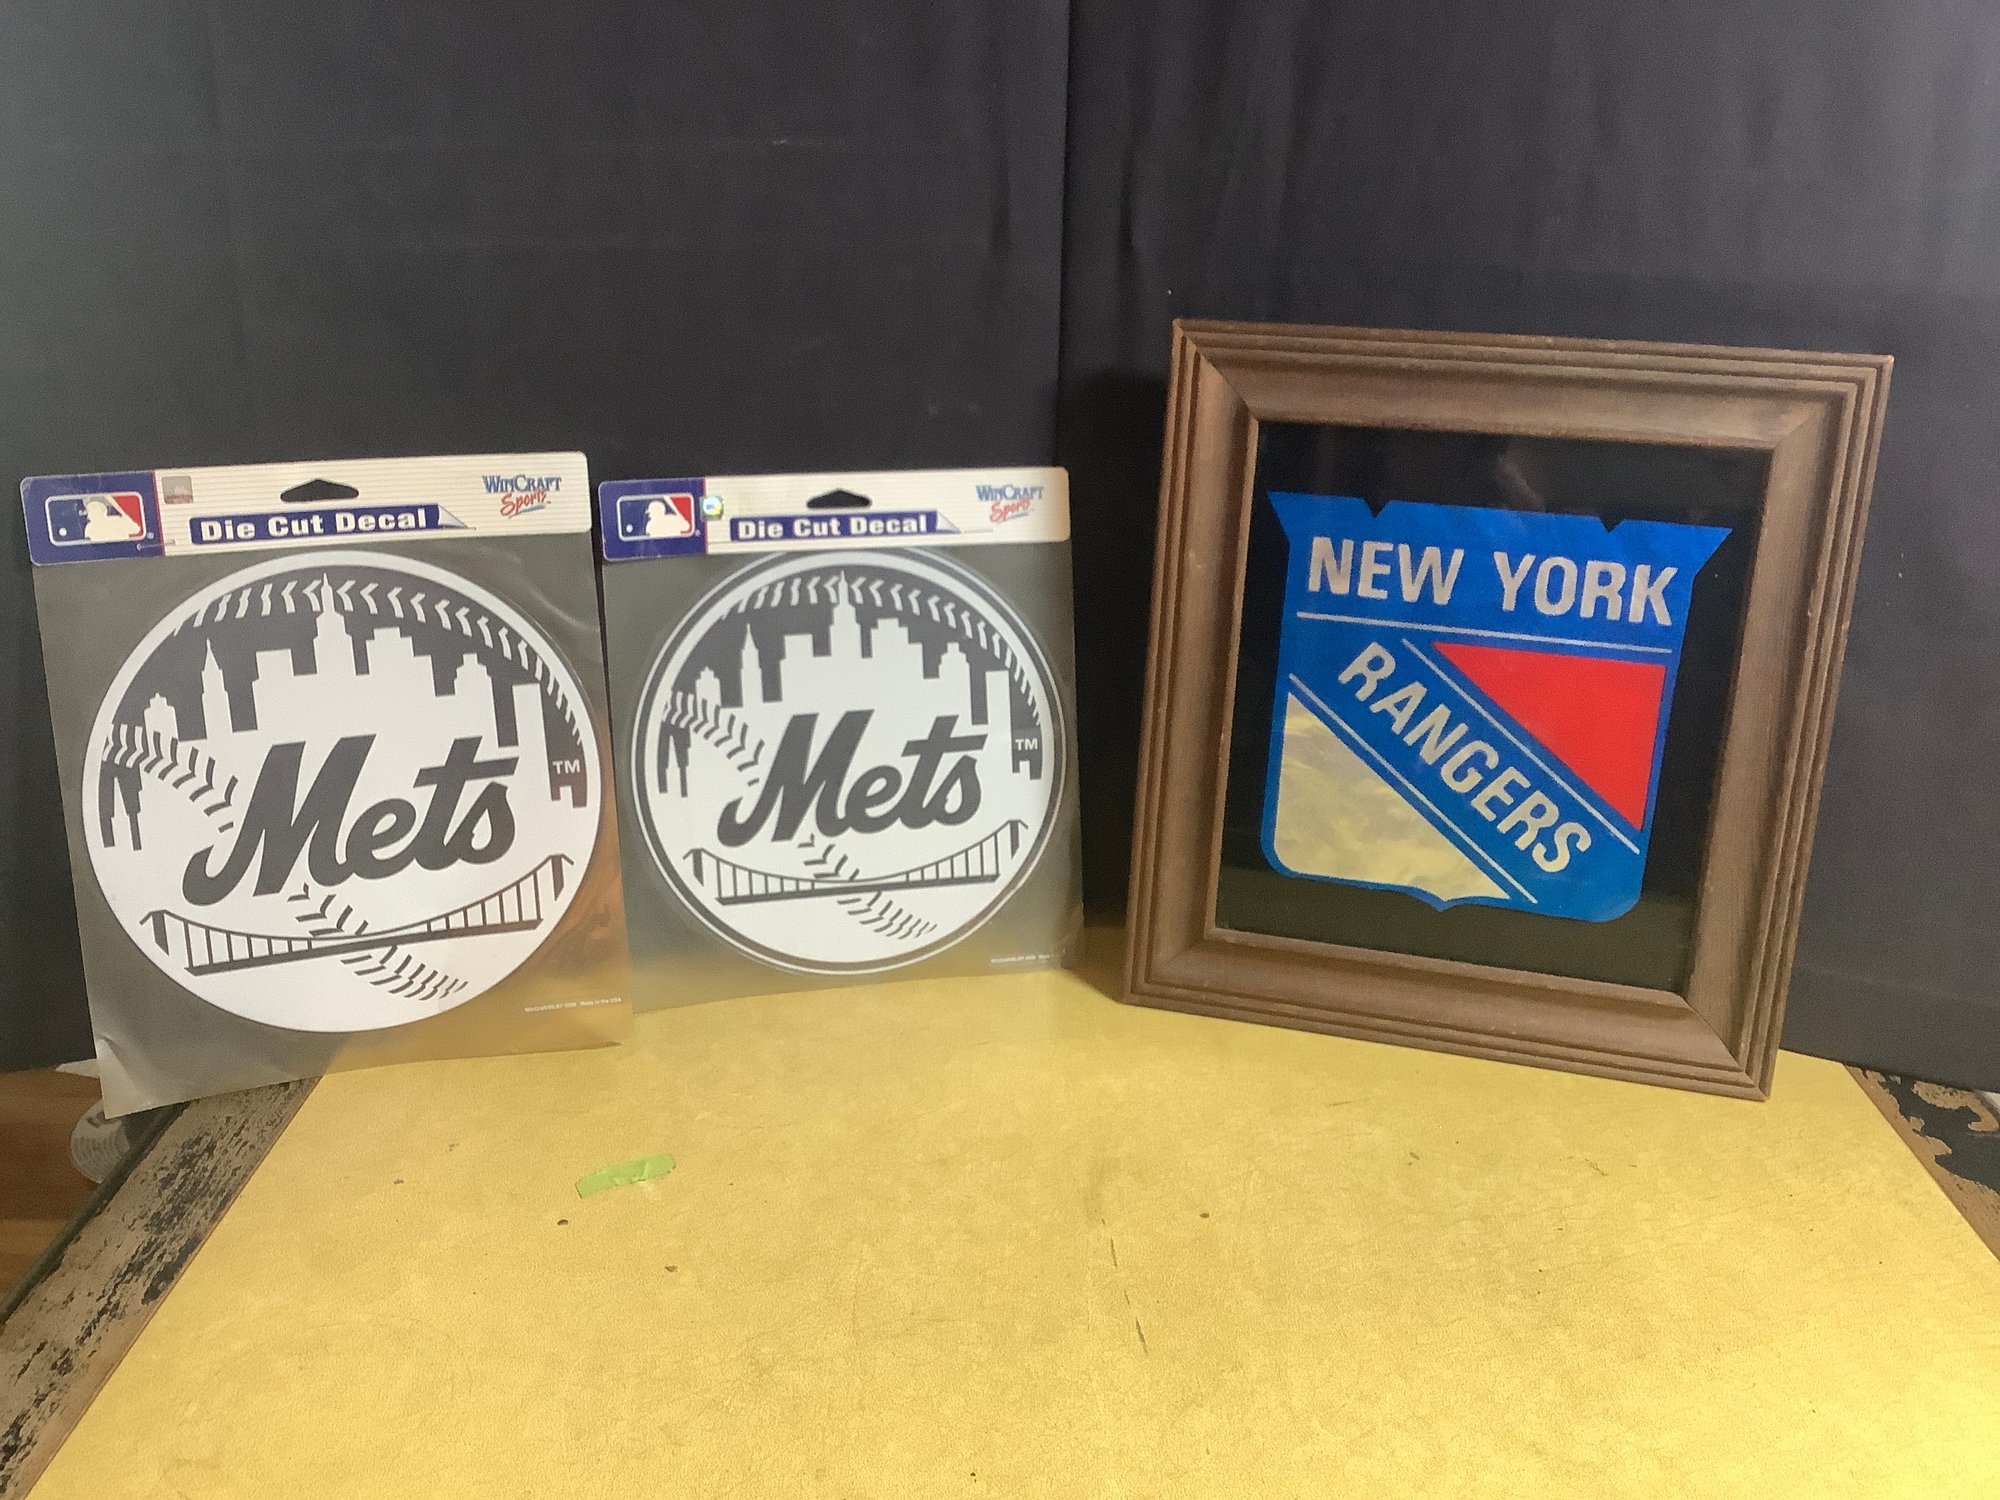 WINCRAFT
Sports
Die Cut Decal
Mets
TM
WINCRAFT
Sports
Die Cut Decal
Mets
TM
NEW YORK
RANGERS